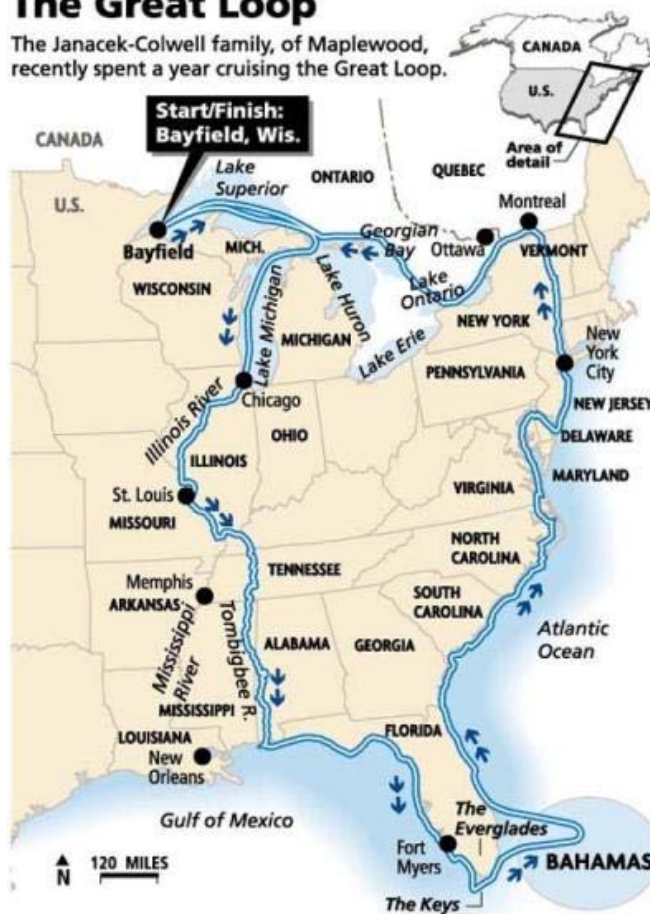 The Great Loop
The Janacek-Colwell family, of Maplewood,
recently spent a year cruising the Great Loop.
CANADA
U.S.
Area of
detail
Start/Finish:
Bayfield, Wis.
CANADA
U.S.
Lake
Superior
ONTARIO
QUEBEC
Montreal
Bayfield
MICH.
Georgian
Bay
Ottawa
VERMONT
WISCONSIN
Lake Michigan
Lake Huron
Lake
Ontario
MICHIGAN
NEW YORK
Lake Erie
New
York
City
PENNSYLVANIA
Chicago
NEW JERSEY
Illinois River
OHIO
DELAWARE
ILLINOIS
MARYLAND
St. Louis
VIRGINIA
MISSOURI
NORTH
CAROLINA
TENNESSEE
Memphis
ARKANSAS
SOUTH
CAROLINA
Mississippi
River
Tombigbee R.
ALABAMA
GEORGIA
Atlantic
Ocean
MISSISSIPPI
LOUISIANA
New
Orleans
FLORIDA
Gulf of Mexico
The
Everglades
Fort
Myers
BAHAMAS
N
120 MILES
The Keys